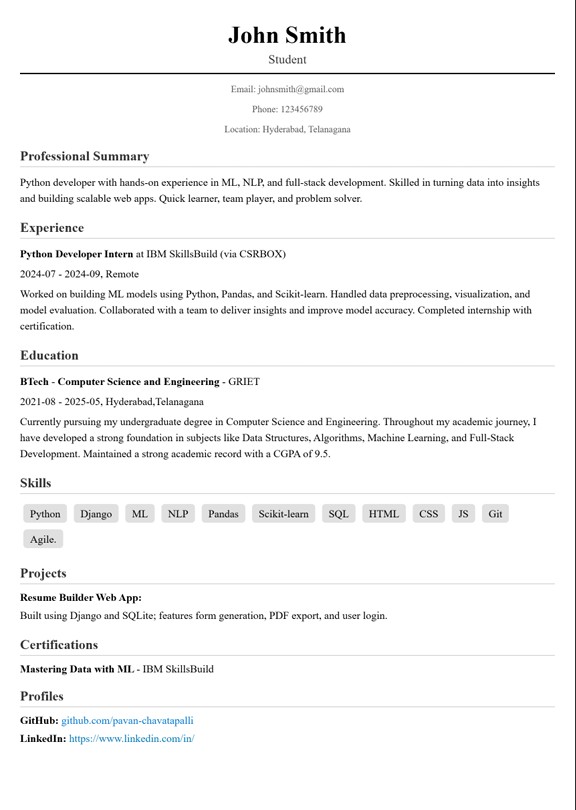 John Smith
Student
Email: johnsmith@gmail.com
Phone: 123456789
Location: Hyderabad, Telanagana
Professional Summary
Python developer with hands-on experience in ML, NLP, and full-stack development. Skilled in turning data into insights
and building scalable web apps. Quick learner, team player, and problem solver.
Experience
Python Developer Intern at IBM SkillsBuild (via CSRBOX)
2024-07 - 2024-09, Remote
Worked on building ML models using Python, Pandas, and Scikit-learn. Handled data preprocessing, visualization, and
model evaluation. Collaborated with a team to deliver insights and improve model accuracy. Completed internship with
certification.
Education
BTech - Computer Science and Engineering - GRIET
2021-08 - 2025-05, Hyderabad,Telanagana
Currently pursuing my undergraduate degree in Computer Science and Engineering. Throughout my academic journey, I
have developed a strong foundation in subjects like Data Structures, Algorithms, Machine Learning, and Full-Stack
Development. Maintained a strong academic record with a CGPA of 9.5.
Skills
Python Django ML NLP Pandas Scikit-learn SQL HTML CSS JS Git
Agile.
Projects
Resume Builder Web App:
Built using Django and SQLite; features form generation, PDF export, and user login.
Certifications
Mastering Data with ML - IBM SkillsBuild
Profiles
GitHub: github.com/pavan-chavatapalli
LinkedIn: https://www.linkedin.com/in/